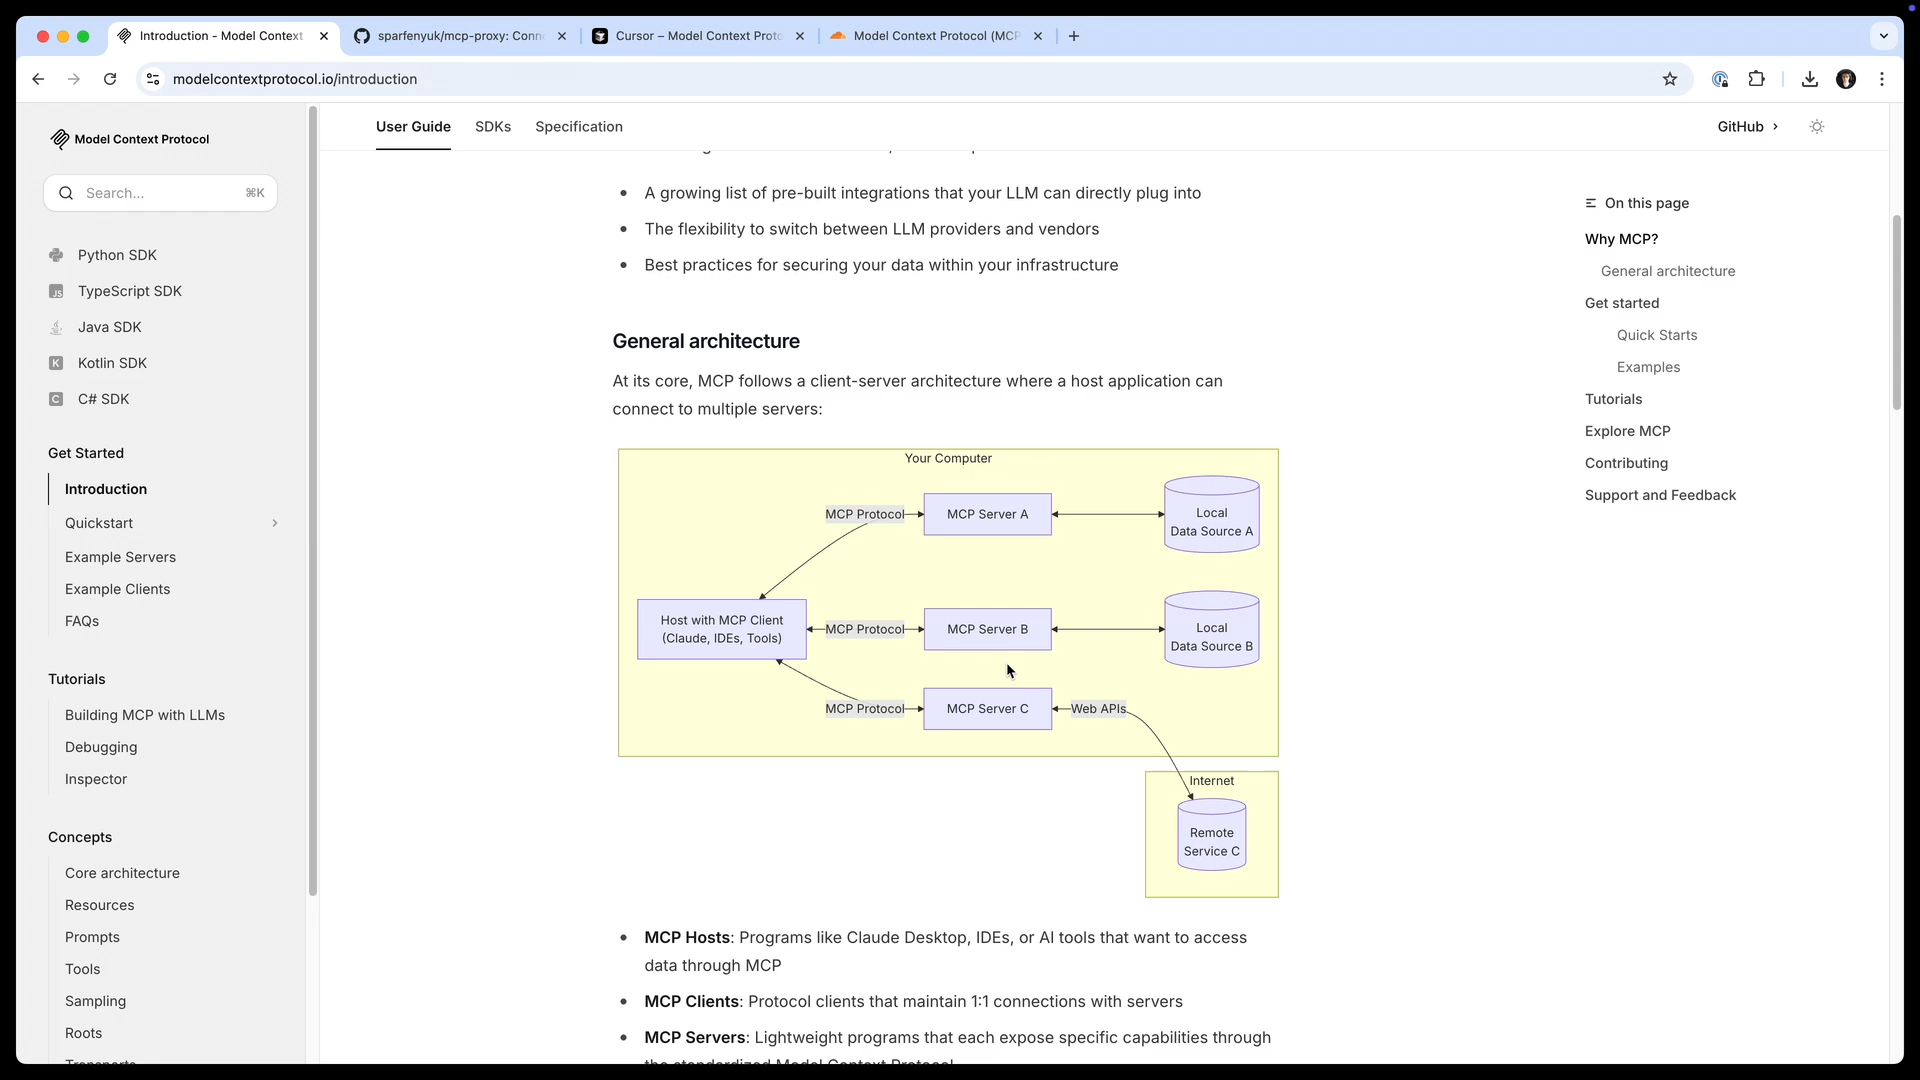 Introduction - Model Context
sparfenyuk/mcp-proxy: Conn
Cursor – Model Context Proto
Model Context Protocol (MCP
modelcontextprotocol.io/introduction
Model Context Protocol
Search...
⌘K
Python SDK
TypeScript SDK
Java SDK
Kotlin SDK
C# SDK
Get Started
Introduction
Quickstart
Example Servers
Example Clients
FAQs
Tutorials
Building MCP with LLMs
Debugging
Inspector
Concepts
Core architecture
Resources
Prompts
Tools
Sampling
Roots
Transports
User Guide
SDKs
Specification
GitHub
A growing list of pre-built integrations that your LLM can directly plug into
The flexibility to switch between LLM providers and vendors
Best practices for securing your data within your infrastructure
General architecture
At its core, MCP follows a client-server architecture where a host application can
connect to multiple servers:
Your Computer
MCP Protocol
MCP Server A
Local
Data Source A
Host with MCP Client
(Claude, IDEs, Tools)
MCP Protocol
MCP Server B
Local
Data Source B
MCP Protocol
MCP Server C
Web APIs
Internet
Remote
Service C
MCP Hosts: Programs like Claude Desktop, IDEs, or AI tools that want to access
data through MCP
MCP Clients: Protocol clients that maintain 1:1 connections with servers
MCP Servers: Lightweight programs that each expose specific capabilities through
the standardized Model Context Protocol
On this page
Why MCP?
General architecture
Get started
Quick Starts
Examples
Tutorials
Explore MCP
Contributing
Support and Feedback